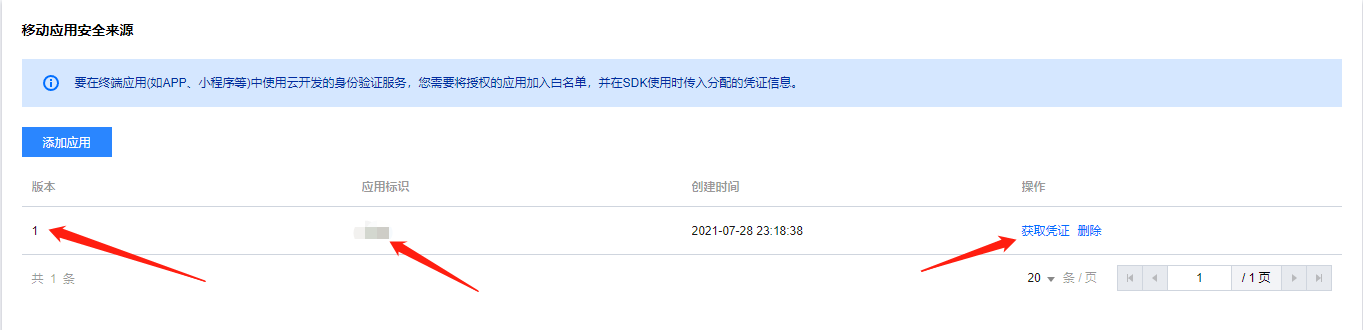 移动应用安全来源
要在终端应用(如APP、小程序等)中使用云开发的身份验证服务，您需要将授权的应用加入白名单，并在SDK使用时传入分配的凭证信息。
添加应用
版本 应用标识 创建时间 操作
1 2021-07-28 23:18:38 获取凭证 删除
共 1 条 20 条 / 页 1 / 1 页